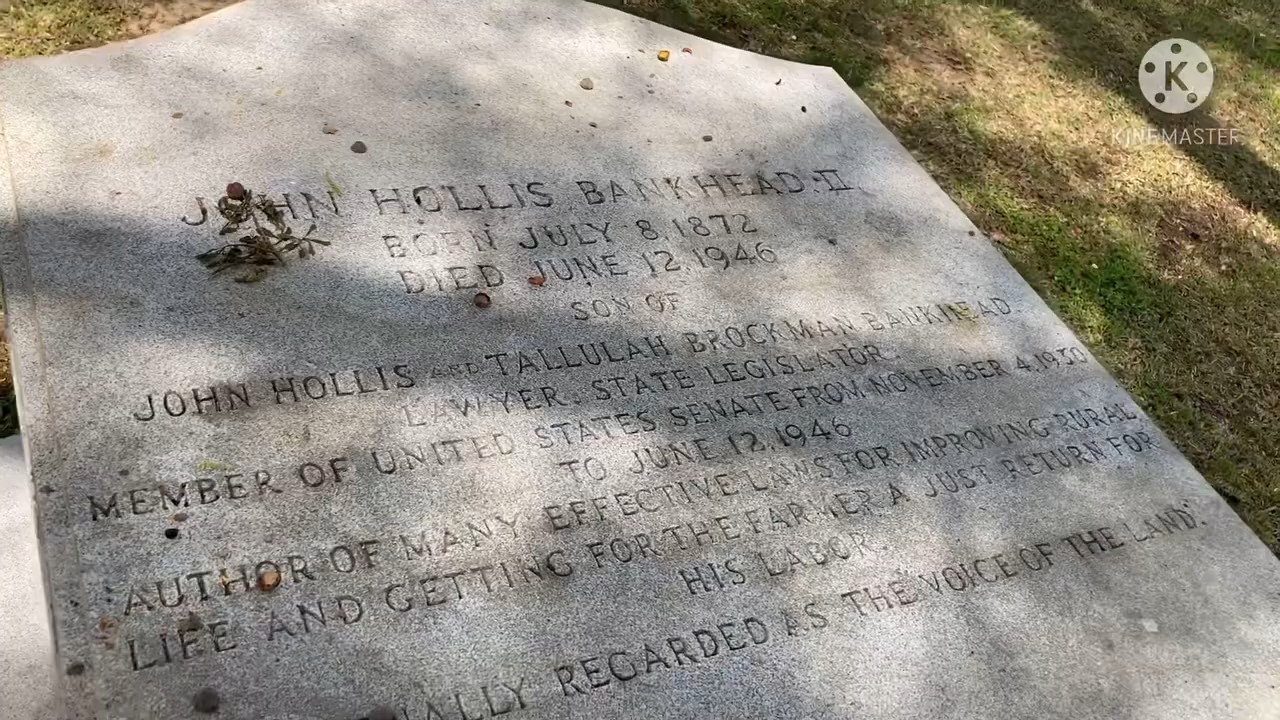 JOHN HOLLIS BANKHEAD·II
BORN JULY 8,1872
DIED JUNE 12,1946
SON OF
JOHN HOLLIS AND TALLULAH BROCKMAN BANKHEAD.
LAWYER. STATE LEGISLATOR.
MEMBER OF UNITED STATES SENATE FROM NOVEMBER 4,1930
TO JUNE 12,1946
AUTHOR OF MANY EFFECTIVE LAWS FOR IMPROVING RURAL
LIFE AND GETTING FOR THE FARMER A JUST RETURN FOR
HIS LABOR.
REGARDED AS THE VOICE OF THE LAND.
K
KINEMASTER